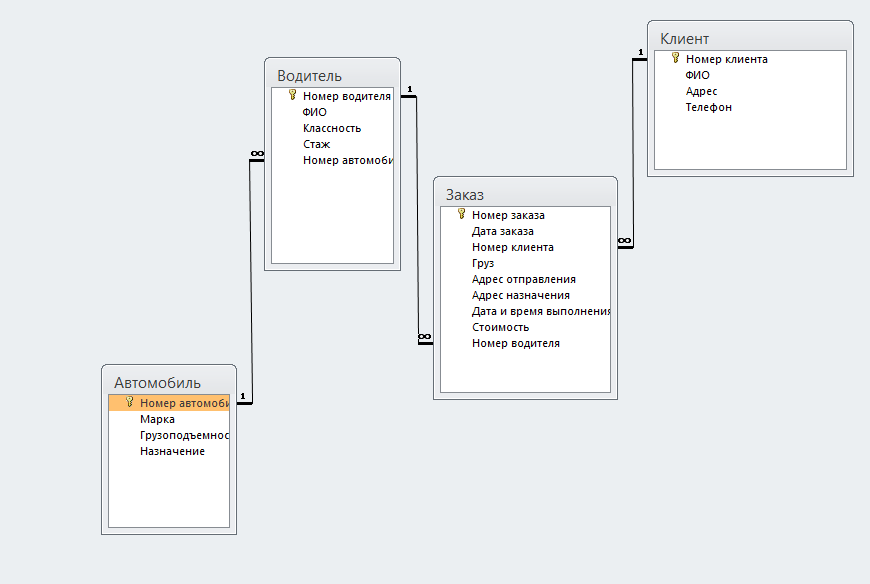 Клиент
Номер клиента
ФИО
Адрес
Телефон
1
Водитель
Номер водителя
ФИО
Классность
Стаж
Номер автомоби
1
∞
Заказ
Номер заказа
Дата заказа
Номер клиента
Груз
Адрес отправления
Адрес назначения
Дата и время выполнения
Стоимость
Номер водителя
∞
∞
Автомобиль
Номер автомоби
Марка
Грузоподъемнос
Назначение
1